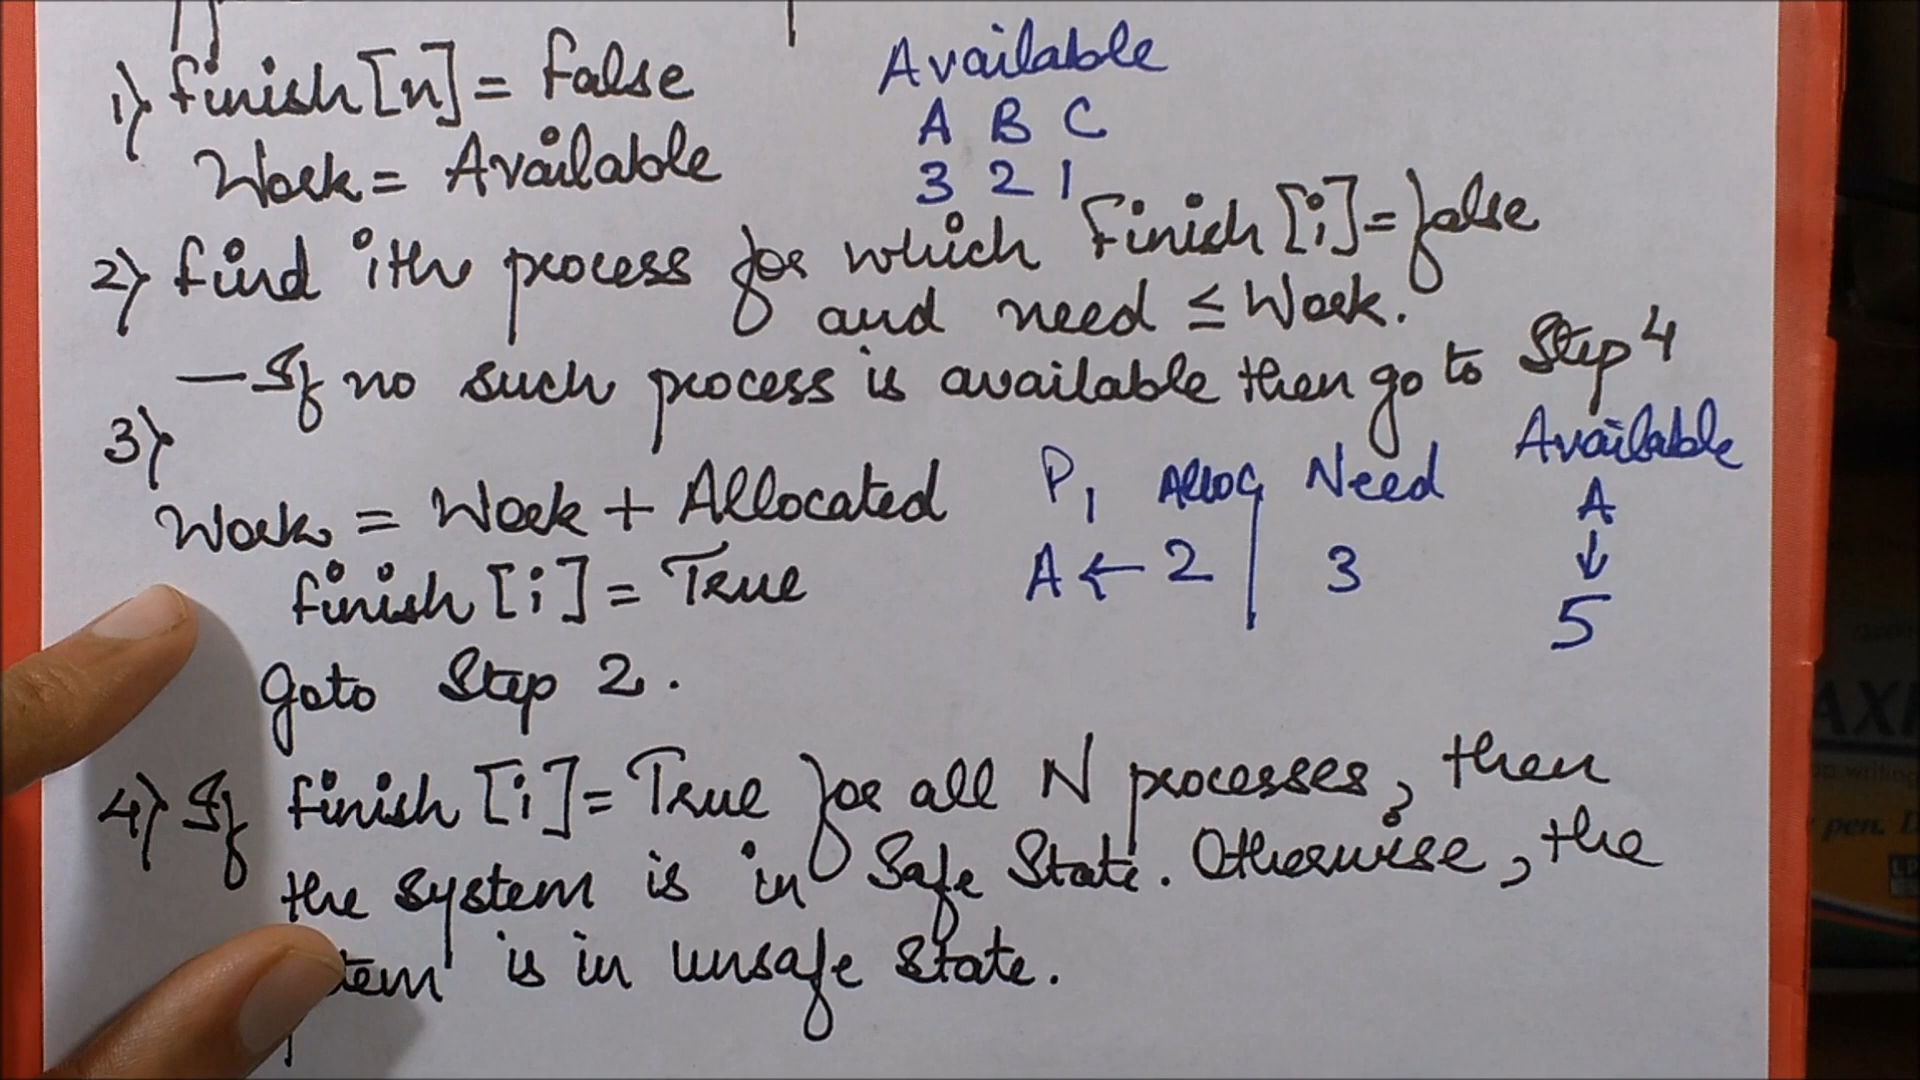 1) finish [n] = False
Work = Available
Available
A B C
3 2 1
2) find ith process for which Finish [i] = false
and need ≤ Work.
— If no such process is available then go to Step 4
3)
Work = Work + Allocated
finish [i] = True
Goto Step 2.
P1 Alloc Need
A ← 2 3
Available
A
↓
5
4) If finish [i] = True for all N processes, then
the system is in Safe State. Otherwise, the
tem is in unsafe state.
pen.